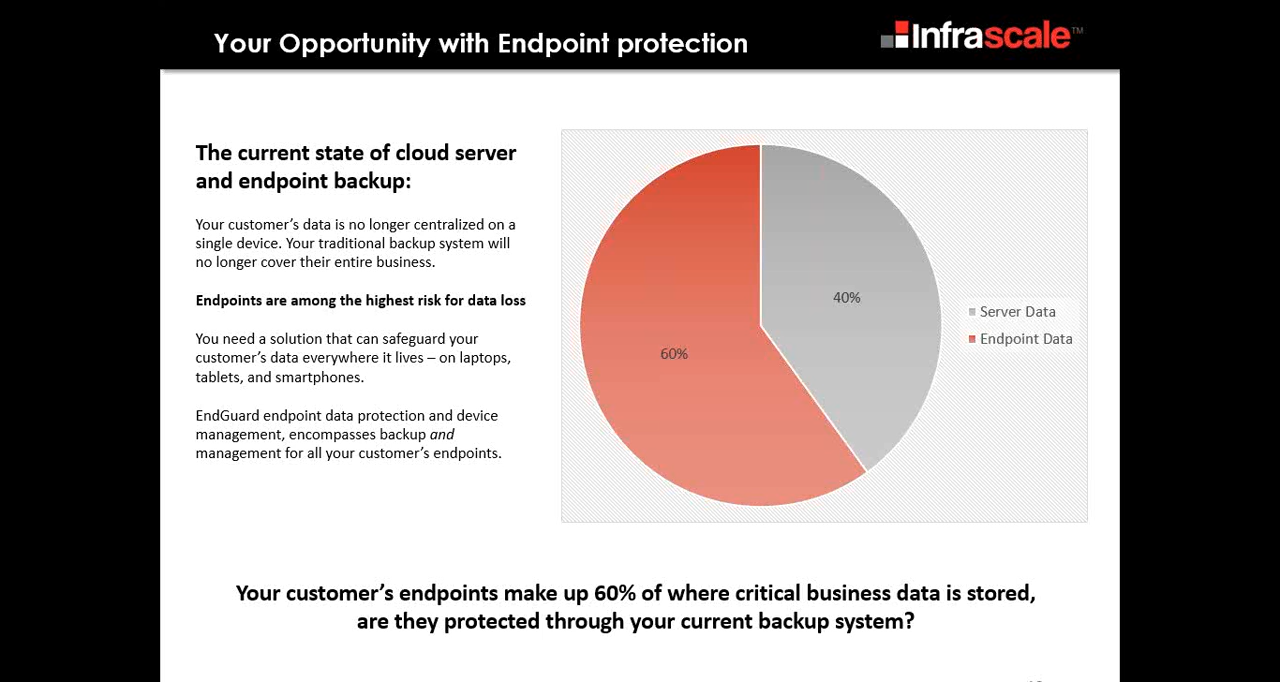 Your Opportunity with Endpoint protection
Infrascale™
The current state of cloud server
and endpoint backup:
Your customer’s data is no longer centralized on a
single device. Your traditional backup system will
no longer cover their entire business.
Endpoints are among the highest risk for data loss
You need a solution that can safeguard your
customer’s data everywhere it lives – on laptops,
tablets, and smartphones.
EndGuard endpoint data protection and device
management, encompasses backup and
management for all your customer’s endpoints.
40%
60%
Server Data
Endpoint Data
Your customer’s endpoints make up 60% of where critical business data is stored,
are they protected through your current backup system?